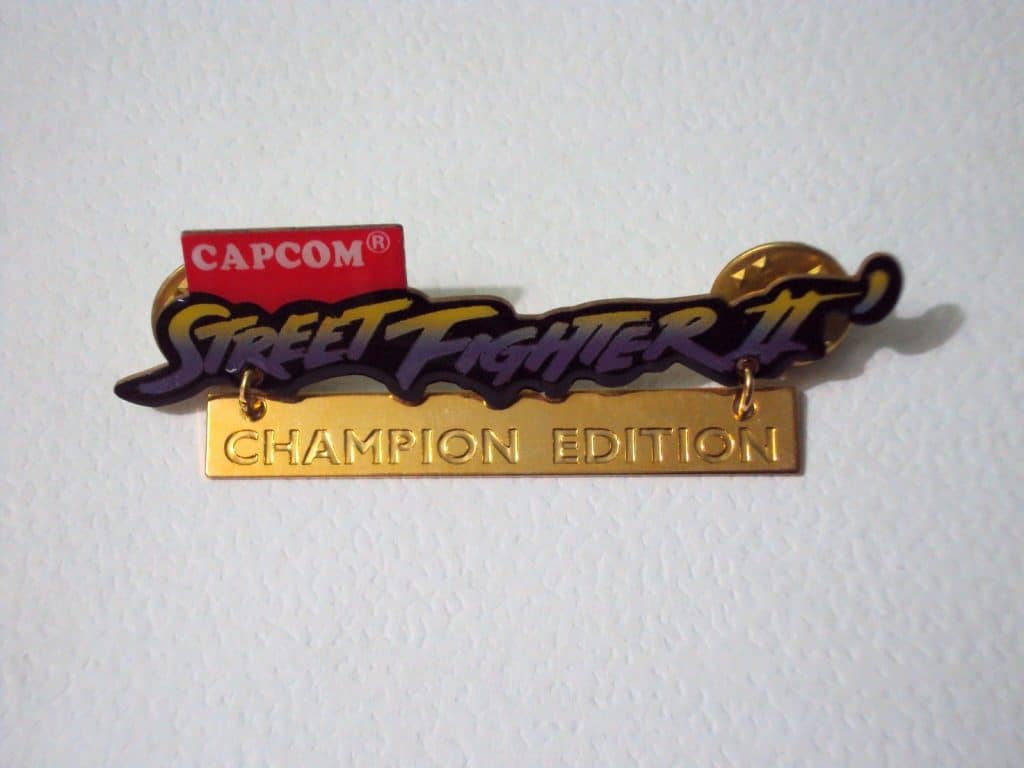 CAPCOM®
STREET FIGHTER II'
CHAMPION EDITION